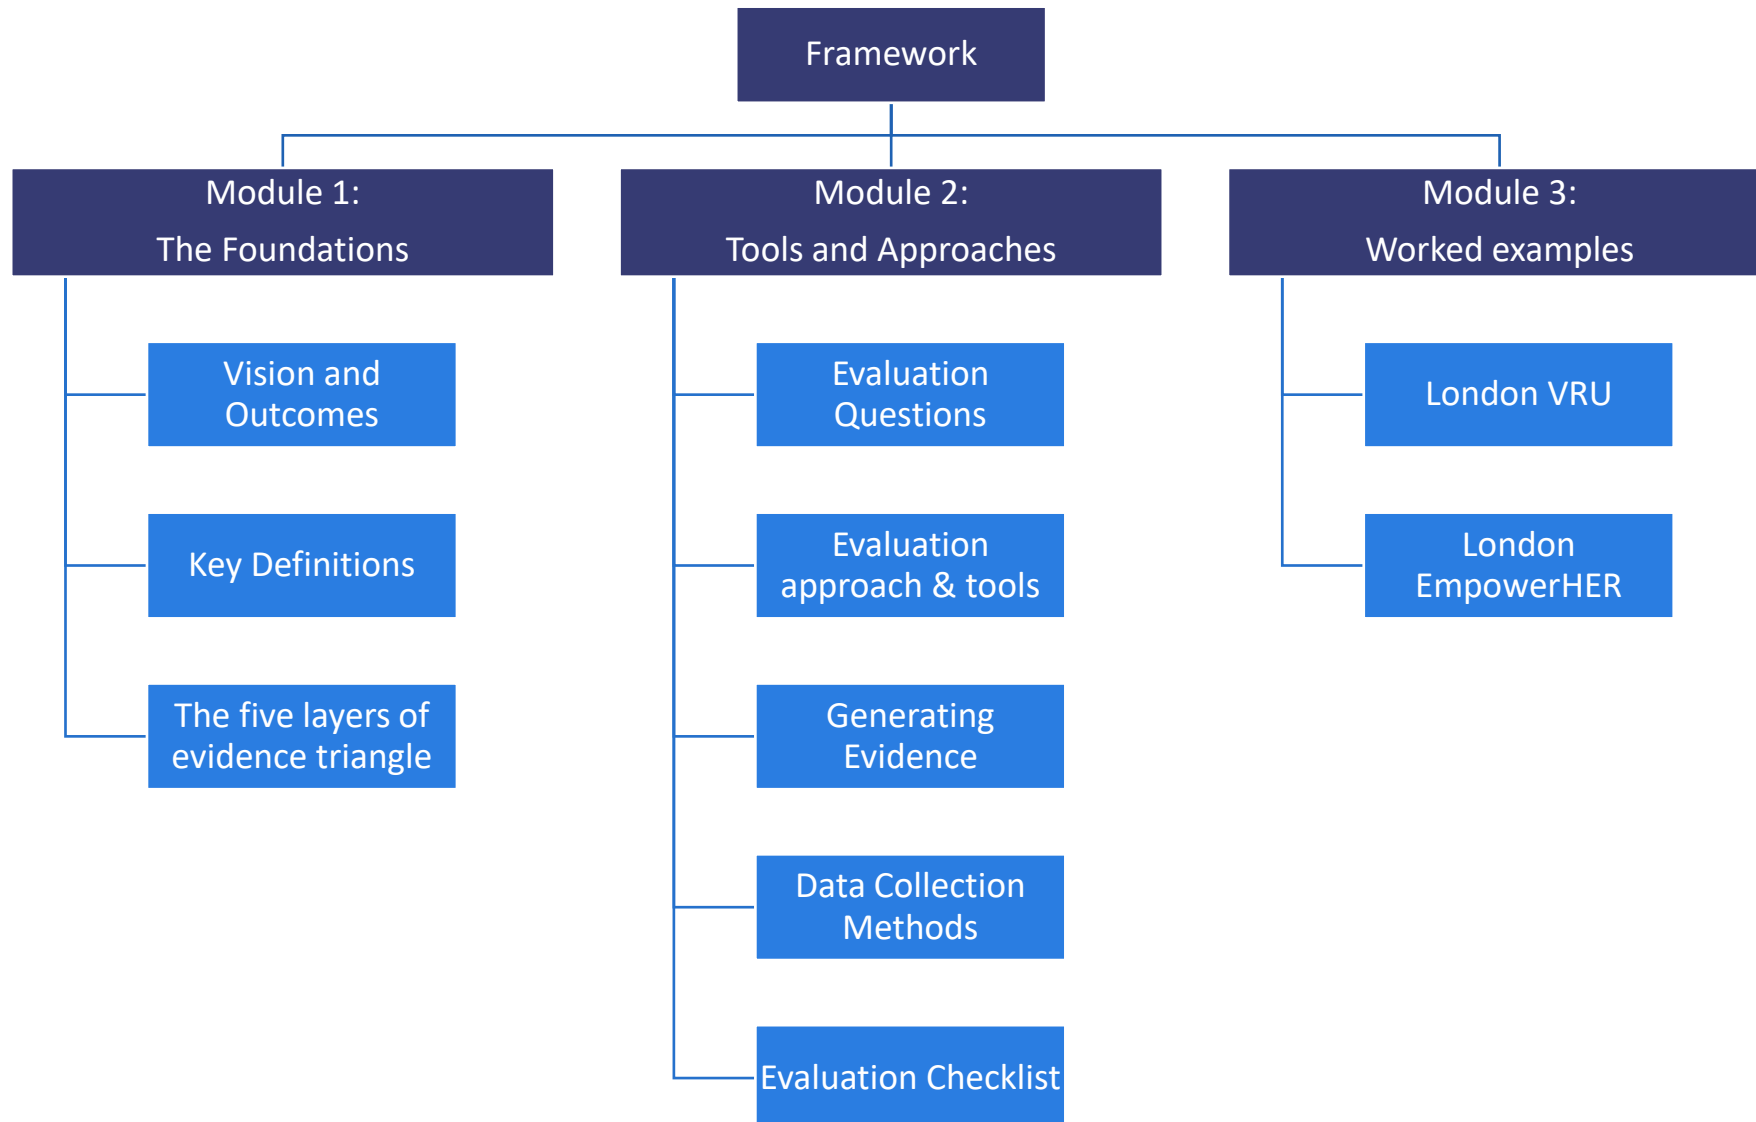 Framework
Module 1:
The Foundations
Vision and
Outcomes
Key Definitions
The five layers of
evidence triangle
Module 2:
Tools and Approaches
Evaluation
Questions
Evaluation
approach & tools
Generating
Evidence
Data Collection
Methods
Evaluation Checklist
Module 3:
Worked examples
London VRU
London
EmpowerHER